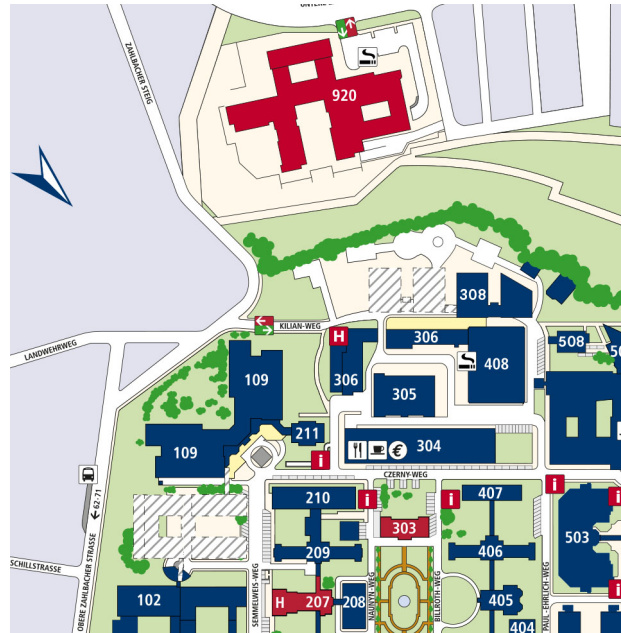 ZAHLBACHER STEIG
920
308
KILIAN-WEG
LANDWEHRWEG
H
306
306
508
408
109
305
109
211
i
304
€
CZERNY-WEG
210
i
i
407
i
i
303
←62-71
503
209
406
SCHILLSTRASSE
OBERE ZAHLBACHER STRASSE
SEMMELWEIS-WEG
NAUNYN-WEG
BILLROTH-WEG
PAUL-EHRLICH-WEG
i
102
H
207
208
405
404